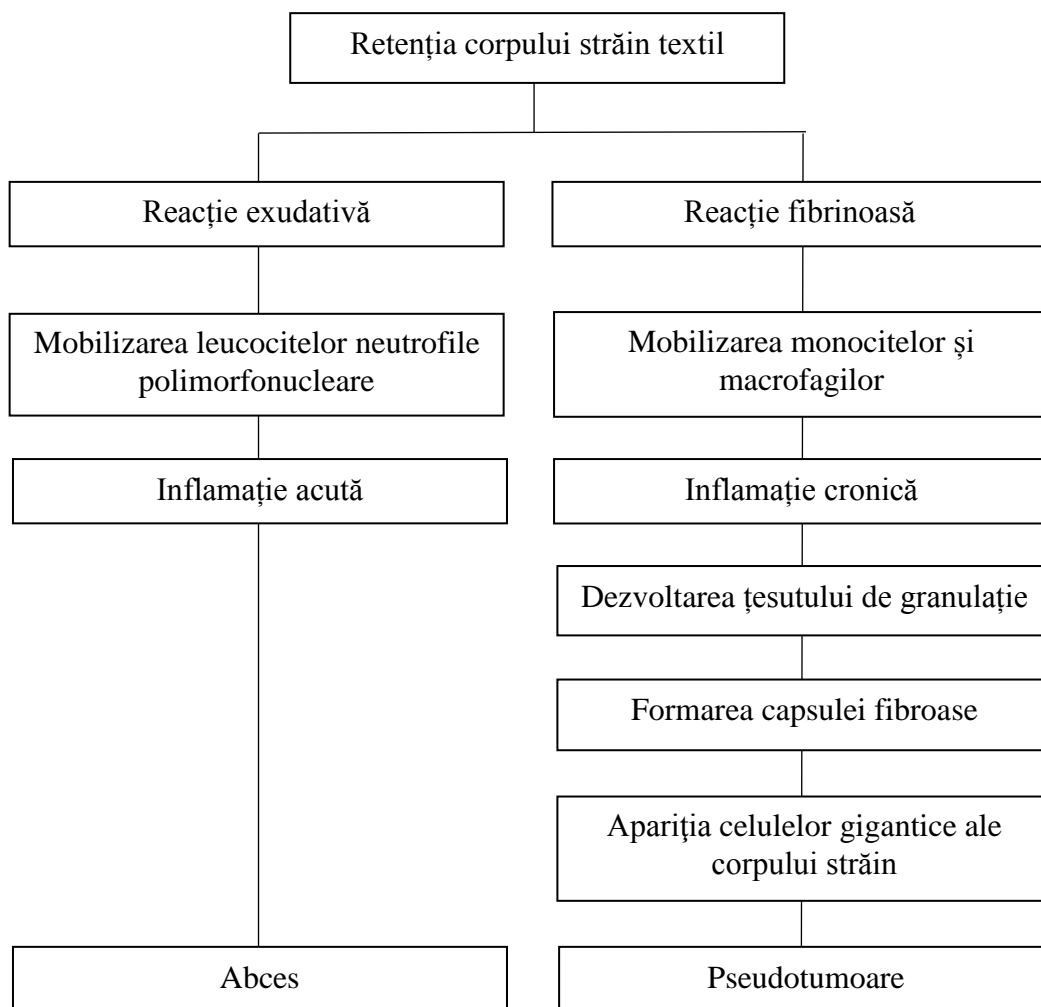 Retenția corpului străin textil
Reacție exudativă
Reacție fibrinoasă
Mobilizarea leucocitelor neutrofile
polimorfonucleare
Mobilizarea monocitelor și
macrofagilor
Inflamație acută
Inflamație cronică
Dezvoltarea țesutului de granulație
Formarea capsulei fibroase
Apariţia celulelor gigantice ale
corpului străin
Abces
Pseudotumoare